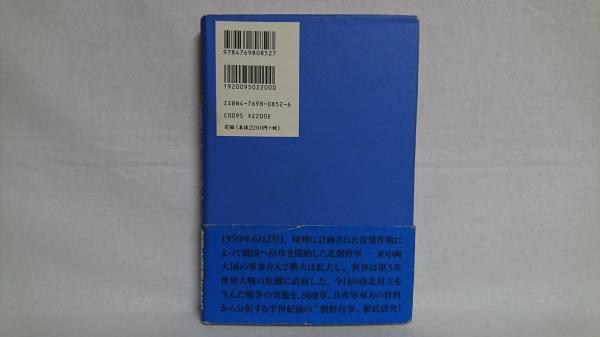 9784769808527
1920095022000
ISBN4-7698-0852-6
C0095 ¥2200E
定価(本体2200円+税)
1950年6月25日、周到に計画された奇襲作戦に
よって韓国へ侵攻を開始した北朝鮮軍——米中両
大国の軍事介入で戦火は拡大し、世界は第3次
世界大戦の危機に直面した。今日の南北対立を
生んだ戦争の実態を、国連軍、共産軍双方の資料
から分析する半世紀前の“朝鮮有事”徹底研究!